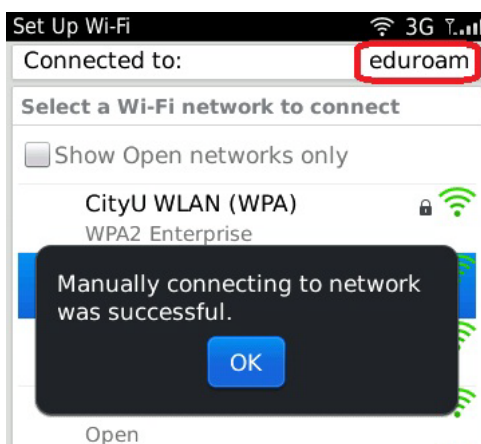 Set Up Wi-Fi 3G
Connected to: eduroam
Select a Wi-Fi network to connect
Show Open networks only
CityU WLAN (WPA)
WPA2 Enterprise
Manually connecting to network
was successful.
OK
Open